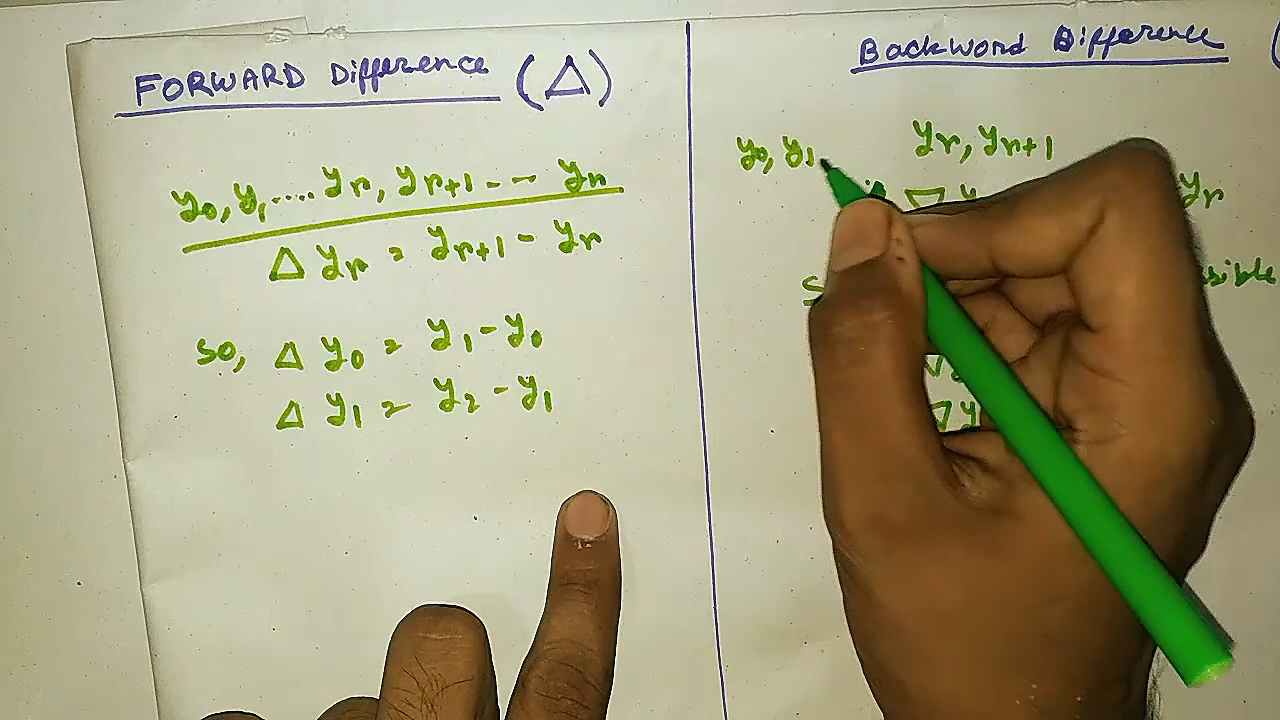 FORWARD Difference (Δ)
y₀, y₁ ..... yᵣ, yᵣ₊₁ - - yₙ
Δ yᵣ = yᵣ₊₁ - yᵣ
so, Δ y₀ = y₁ - y₀
Δ y₁ = y₂ - y₁
Backword Difference (
y₀, y₁ yᵣ, yᵣ₊₁
∇ y
∇ y